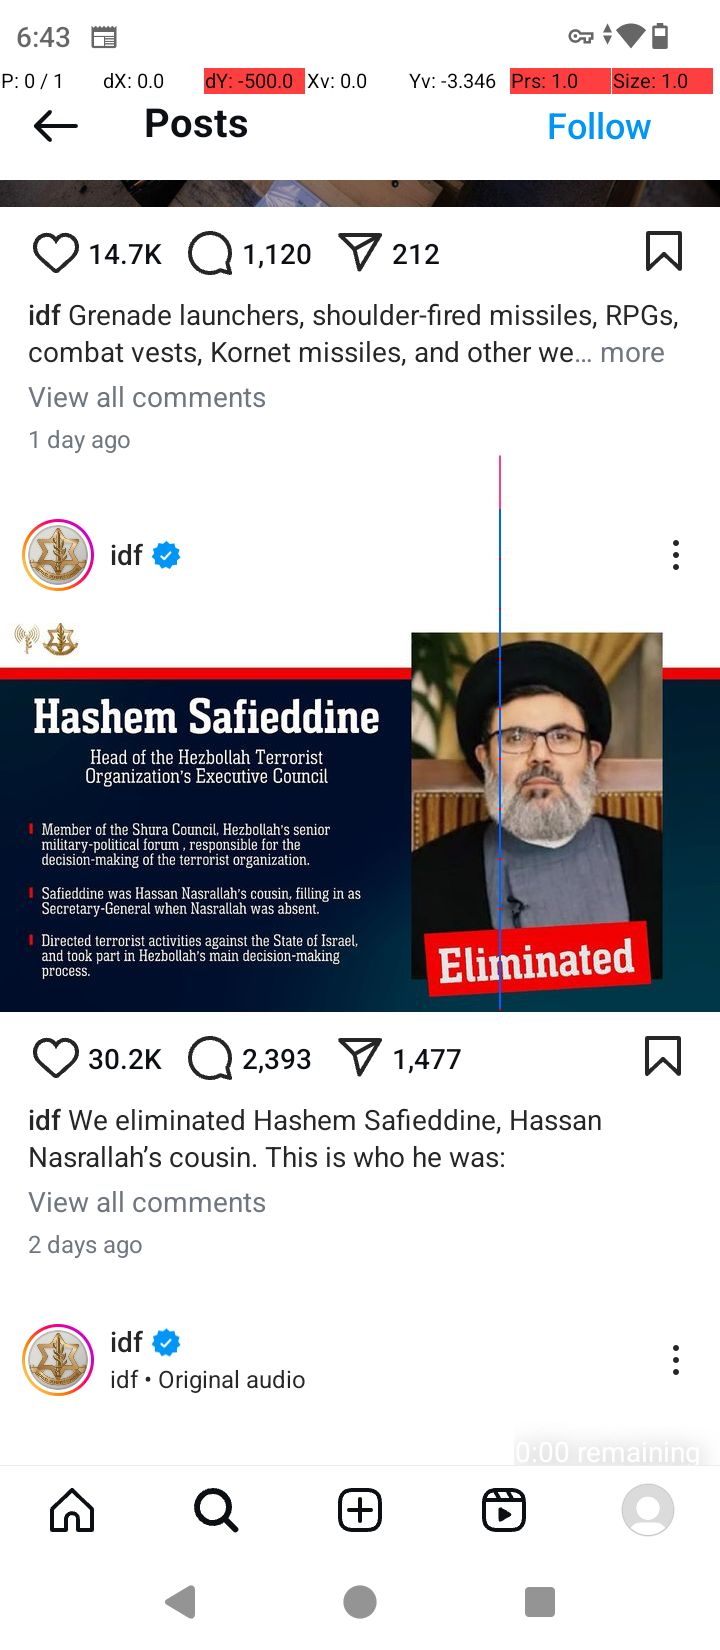 6:43
P: 0 / 1 dX: 0.0 dY: -500.0 Xv: 0.0 Yv: -3.346 Prs: 1.0 Size: 1.0
Posts Follow
14.7K 1,120 212
idf Grenade launchers, shoulder-fired missiles, RPGs,
combat vests, Kornet missiles, and other we… more
View all comments
1 day ago
idf
Hashem Safieddine
Head of the Hezbollah Terrorist
Organization's Executive Council
Member of the Shura Council, Hezbollah's senior
military-political forum , responsible for the
decision-making of the terrorist organization.
Safieddine was Hassan Nasrallah's cousin, filling in as
Secretary-General when Nasrallah was absent.
Directed terrorist activities against the State of Israel,
and took part in Hezbollah's main decision-making
process.
Eliminated
30.2K 2,393 1,477
idf We eliminated Hashem Safieddine, Hassan
Nasrallah’s cousin. This is who he was:
View all comments
2 days ago
idf
idf • Original audio
0:00 remaining